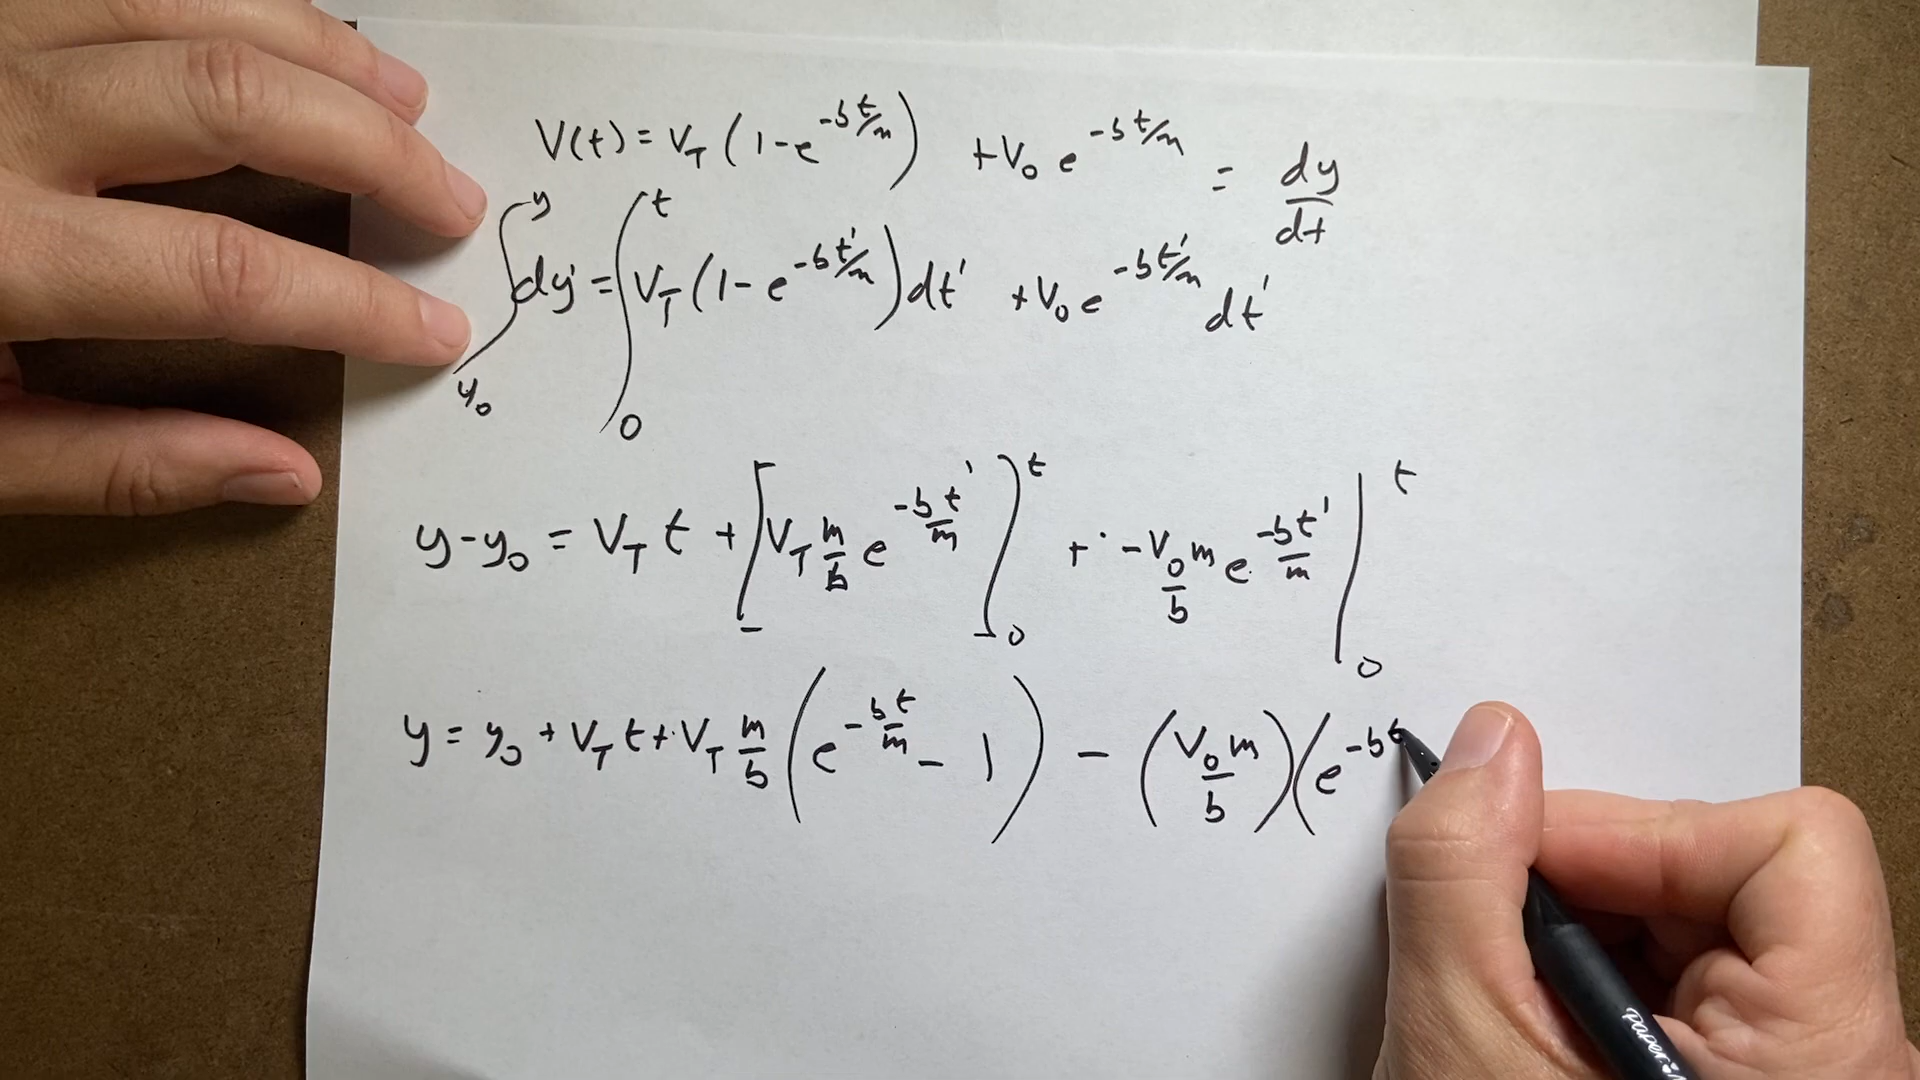 V(t) = V_T (1 - e^{-bt/m}) + V_0 e^{-bt/m} = dy/dt
∫_{y_0}^{y} dy' = ∫_0^t V_T (1 - e^{-bt'/m}) dt' + V_0 e^{-bt'/m} dt'
y - y_0 = V_T t + [V_T m/b e^{-bt'/m}]_0^t + - V_0 m/b e^{-bt'/m} |_0^t
y = y_0 + V_T t + V_T m/b (e^{-bt/m} - 1) - (V_0 m/b)(e^{-bt